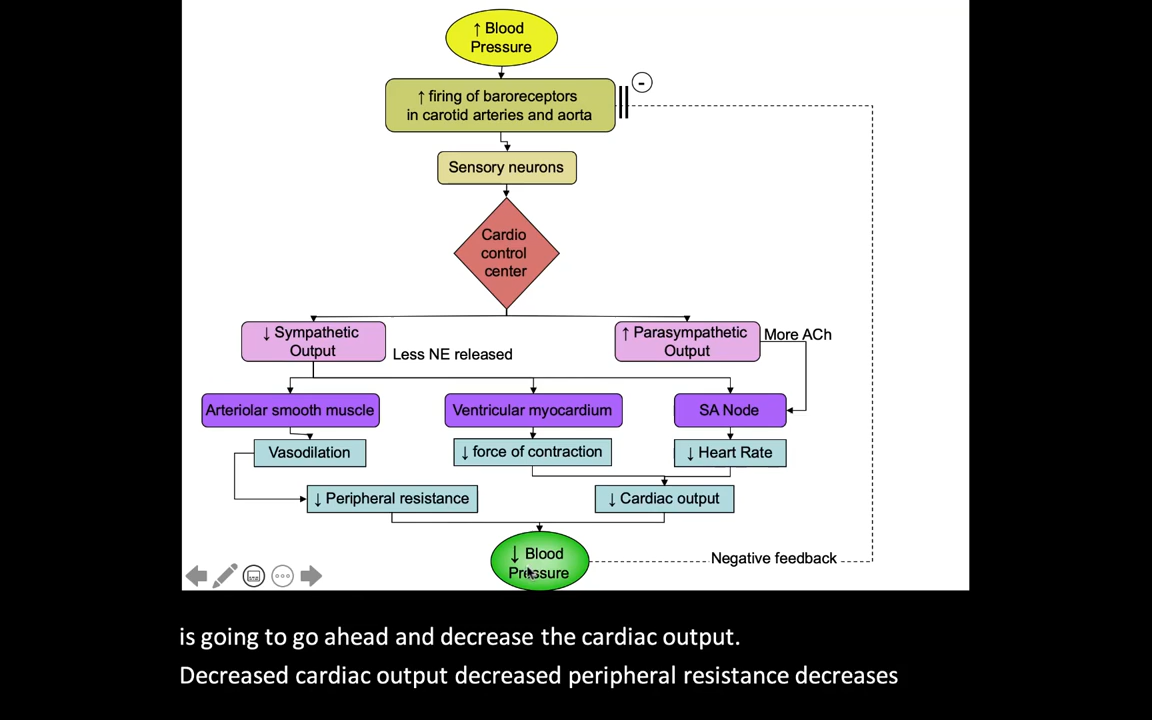 ↑ Blood
Pressure
-
↑ firing of baroreceptors
in carotid arteries and aorta
Sensory neurons
Cardio
control
center
↓ Sympathetic
Output
Less NE released
↑ Parasympathetic
Output
More ACh
Arteriolar smooth muscle
Ventricular myocardium
SA Node
Vasodilation
↓ force of contraction
↓ Heart Rate
↓ Peripheral resistance
↓ Cardiac output
↓ Blood
Pressure
Negative feedback
is going to go ahead and decrease the cardiac output.
Decreased cardiac output decreased peripheral resistance decreases